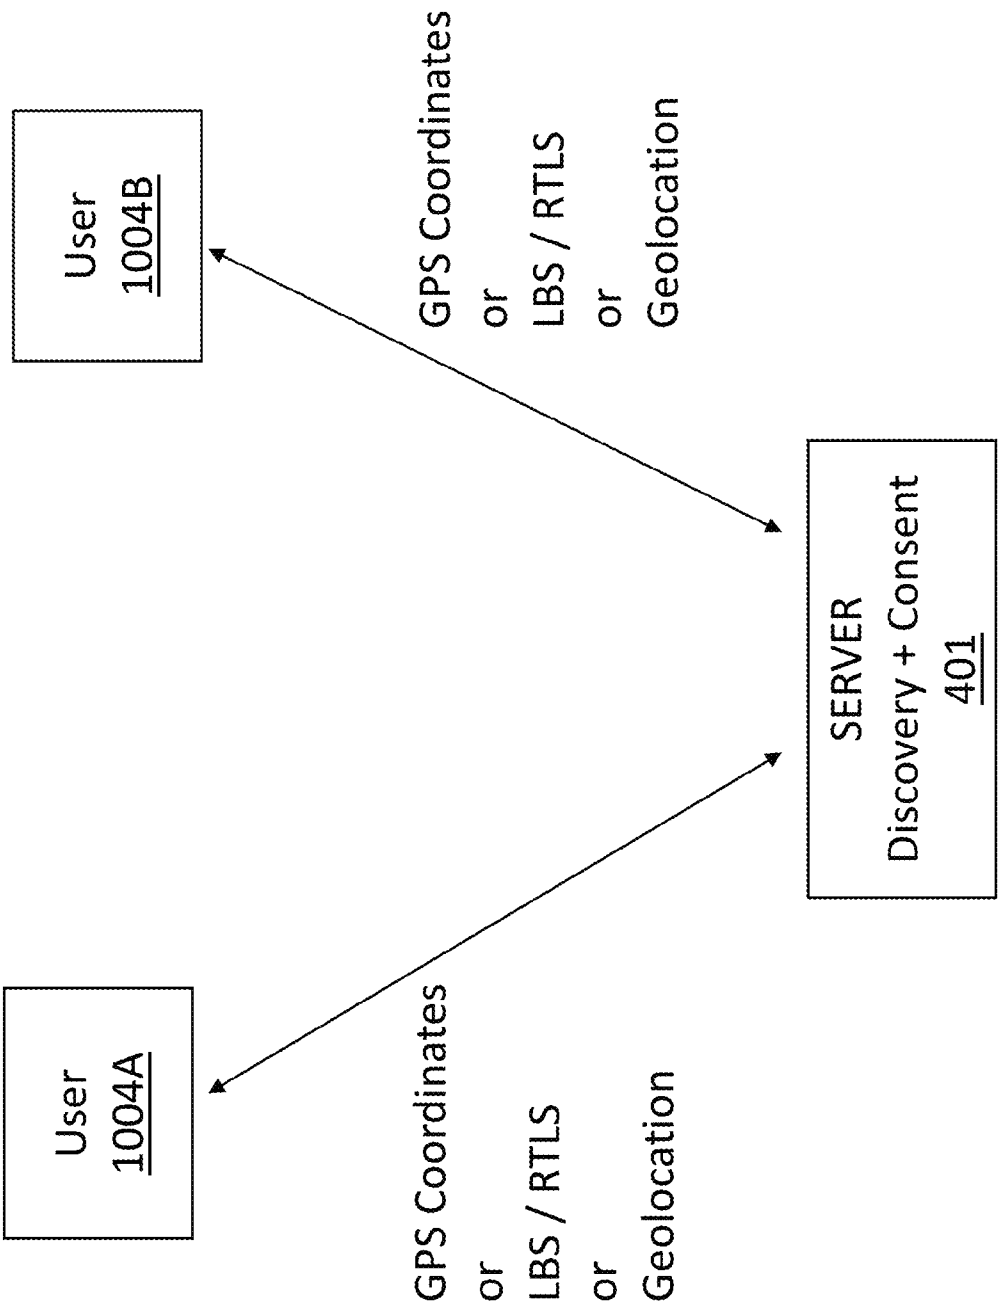 User
1004A
User
1004B
GPS Coordinates
or
LBS / RTLS
or
Geolocation
GPS Coordinates
or
LBS / RTLS
or
Geolocation
SERVER
Discovery + Consent
401